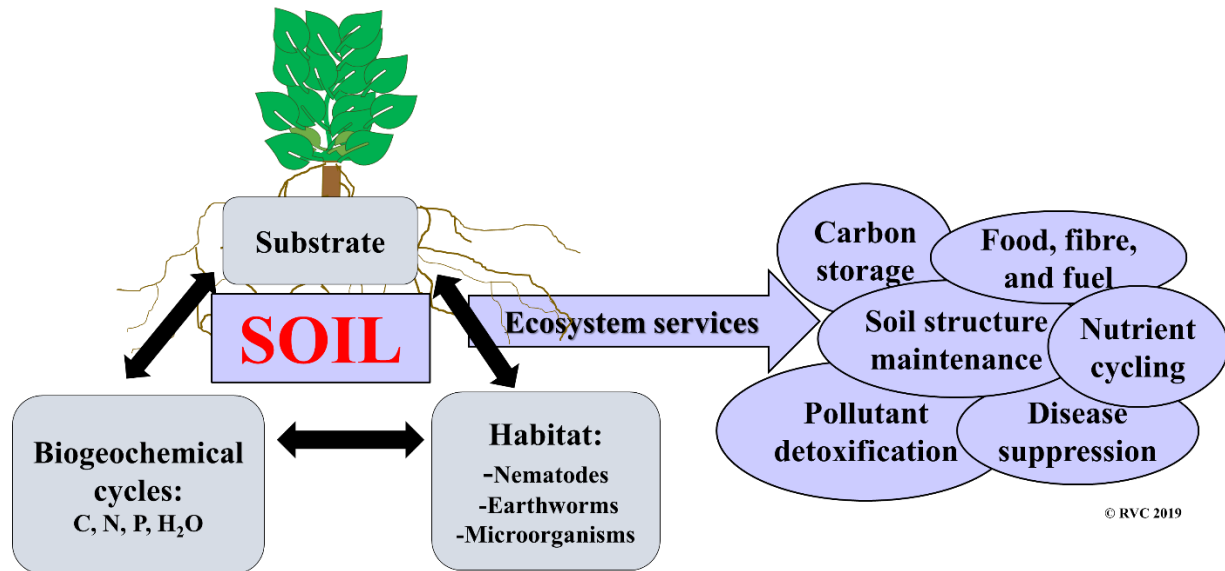 Substrate
SOIL
Biogeochemical
cycles:
C, N, P, H₂O
Habitat:
-Nematodes
-Earthworms
-Microorganisms
Ecosystem services
Carbon
storage
Food, fibre,
and fuel
Soil structure
maintenance
Nutrient
cycling
Pollutant
detoxification
Disease
suppression
© RVC 2019